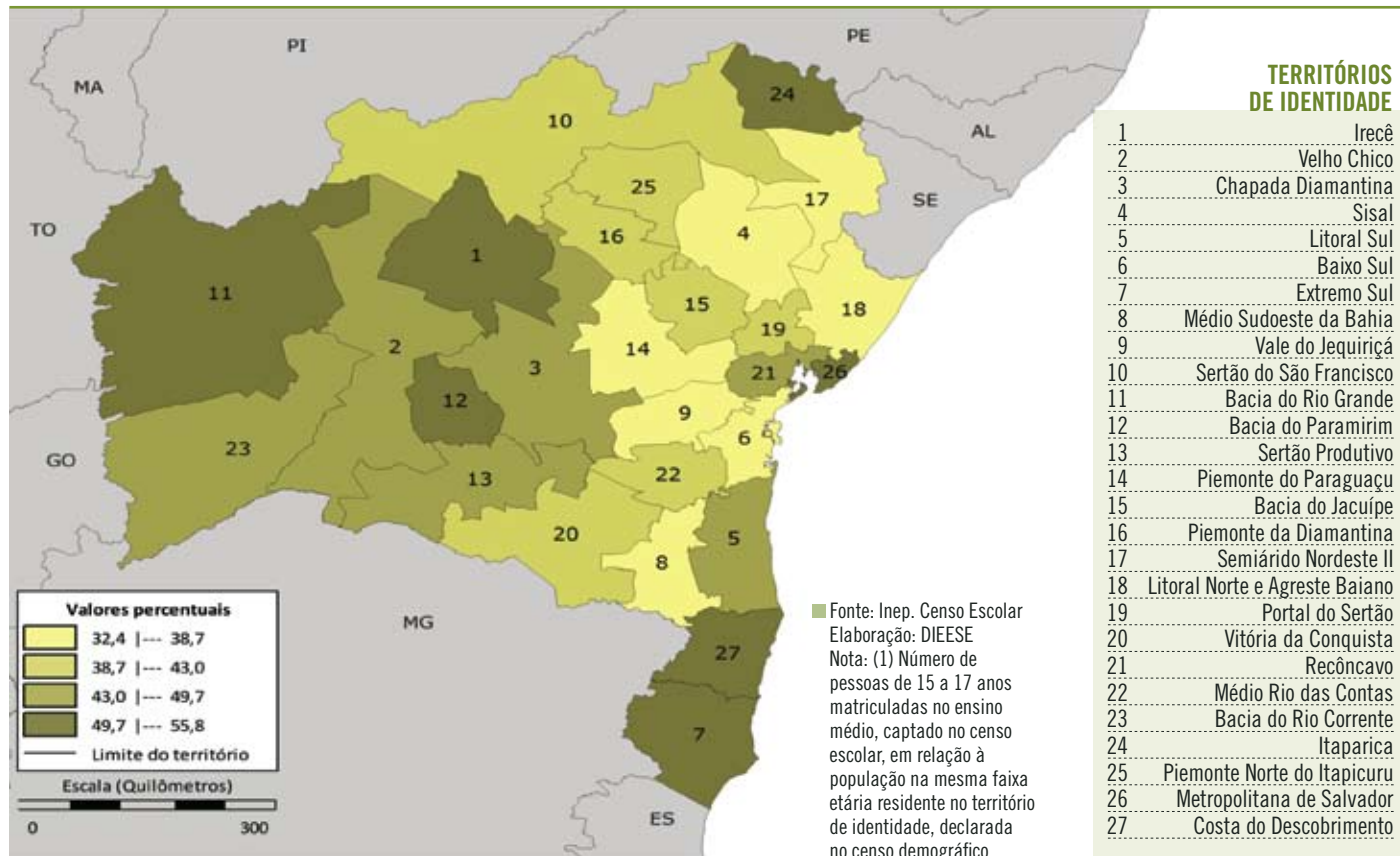 PI
PE
MA
AL
SE
TO
GO
MG
ES
24
10
25
17
16
4
1
11
15
18
19
14
2
3
21
26
12
9
6
23
13
22
20
5
8
27
7
Valores percentuais
32,4 |--- 38,7
38,7 |--- 43,0
43,0 |--- 49,7
49,7 |--- 55,8
Limite do território
Escala (Quilômetros)
0 300
Fonte: Inep. Censo Escolar
Elaboração: DIEESE
Nota: (1) Número de
pessoas de 15 a 17 anos
matriculadas no ensino
médio, captado no censo
escolar, em relação à
população na mesma faixa
etária residente no território
de identidade, declarada
no censo demográfico
TERRITÓRIOS
DE IDENTIDADE
1 Irecê
2 Velho Chico
3 Chapada Diamantina
4 Sisal
5 Litoral Sul
6 Baixo Sul
7 Extremo Sul
8 Médio Sudoeste da Bahia
9 Vale do Jequiriçá
10 Sertão do São Francisco
11 Bacia do Rio Grande
12 Bacia do Paramirim
13 Sertão Produtivo
14 Piemonte do Paraguaçu
15 Bacia do Jacuípe
16 Piemonte da Diamantina
17 Semiárido Nordeste II
18 Litoral Norte e Agreste Baiano
19 Portal do Sertão
20 Vitória da Conquista
21 Recôncavo
22 Médio Rio das Contas
23 Bacia do Rio Corrente
24 Itaparica
25 Piemonte Norte do Itapicuru
26 Metropolitana de Salvador
27 Costa do Descobrimento